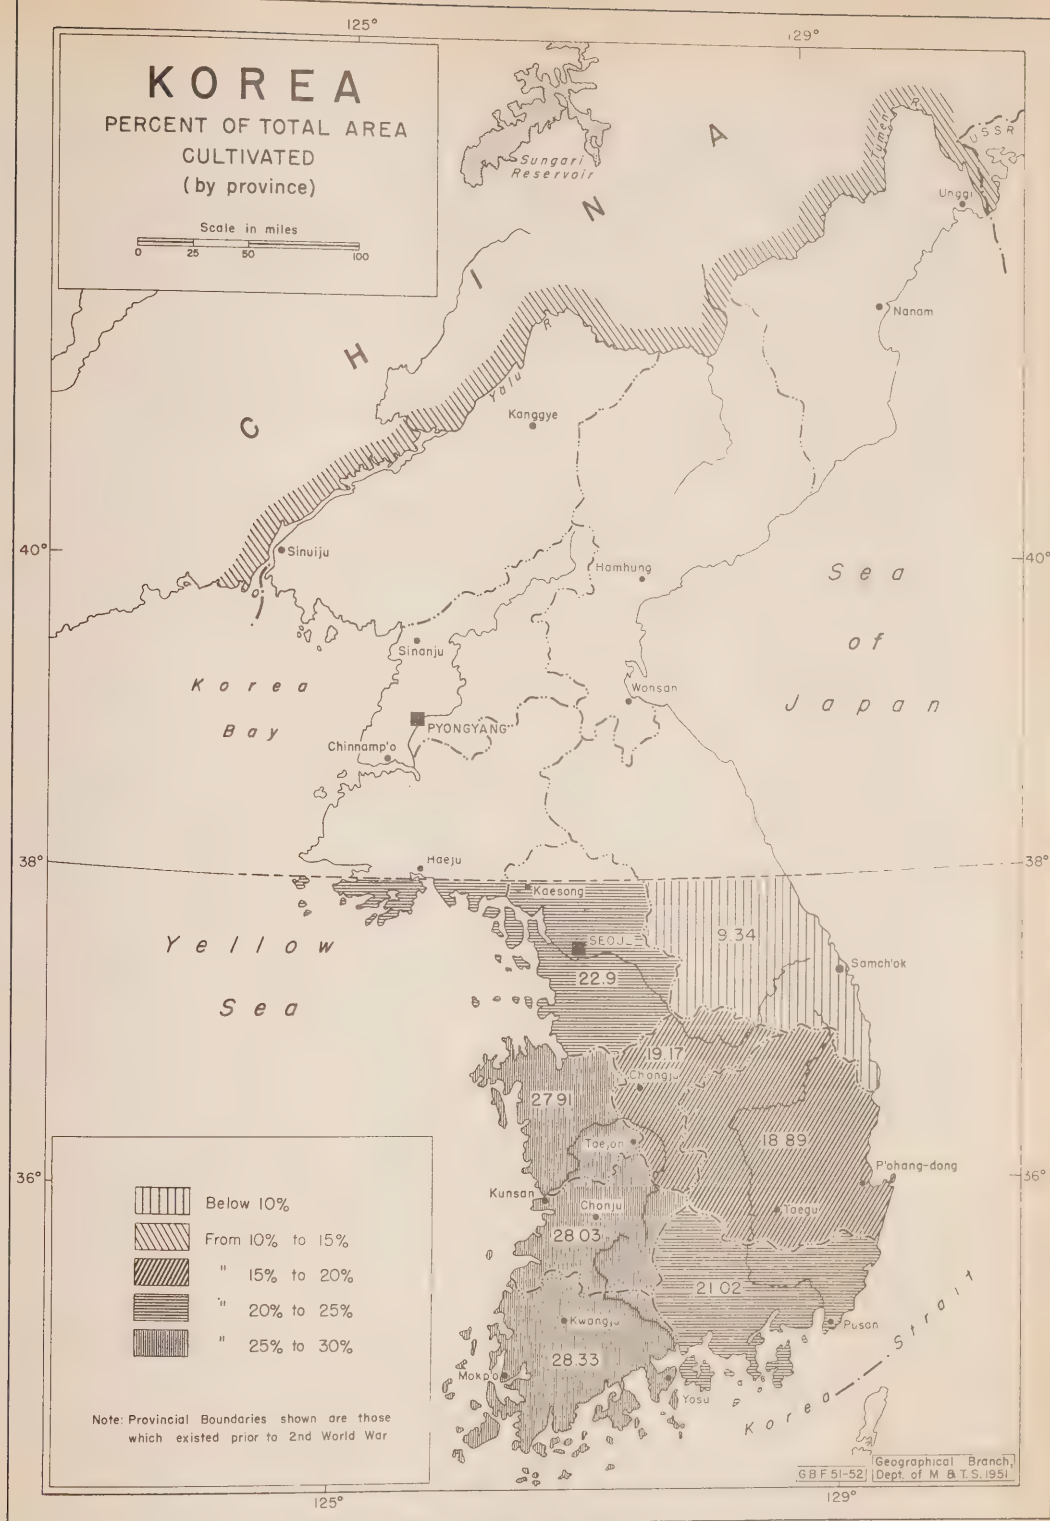 125°
129°
KOREA
PERCENT OF TOTAL AREA
CULTIVATED
(by province)
Scale in miles
0 25 50 100
Sungari
Reservoir
CHINA
Tumen R.
USSR
Unggi
Nanam
Yalu R.
Kanggye
40°
Sinuiju
Hamhung
40°
Sea
of
Japan
Sinanju
Korea
Bay
Wonsan
PYONGYANG
Chinnamp'o
38°
Haeju
38°
Kaesong
Yellow
Sea
9.34
22.9
Samch'ok
19.17
27 91
18 89
Taejon
P'ohang-dong
36°
36°
Kunsan
Chonju
Taegu
28 03
21 02
Kwangju
Pusan
28.33
Mokp'o
Yosu
Korea Strait
Below 10%
From 10% to 15%
" 15% to 20%
" 20% to 25%
" 25% to 30%
Note: Provincial Boundaries shown are those
which existed prior to 2nd World War
G B F 51-52
Geographical Branch,
Dept. of M & T. S. 1951
125°
129°